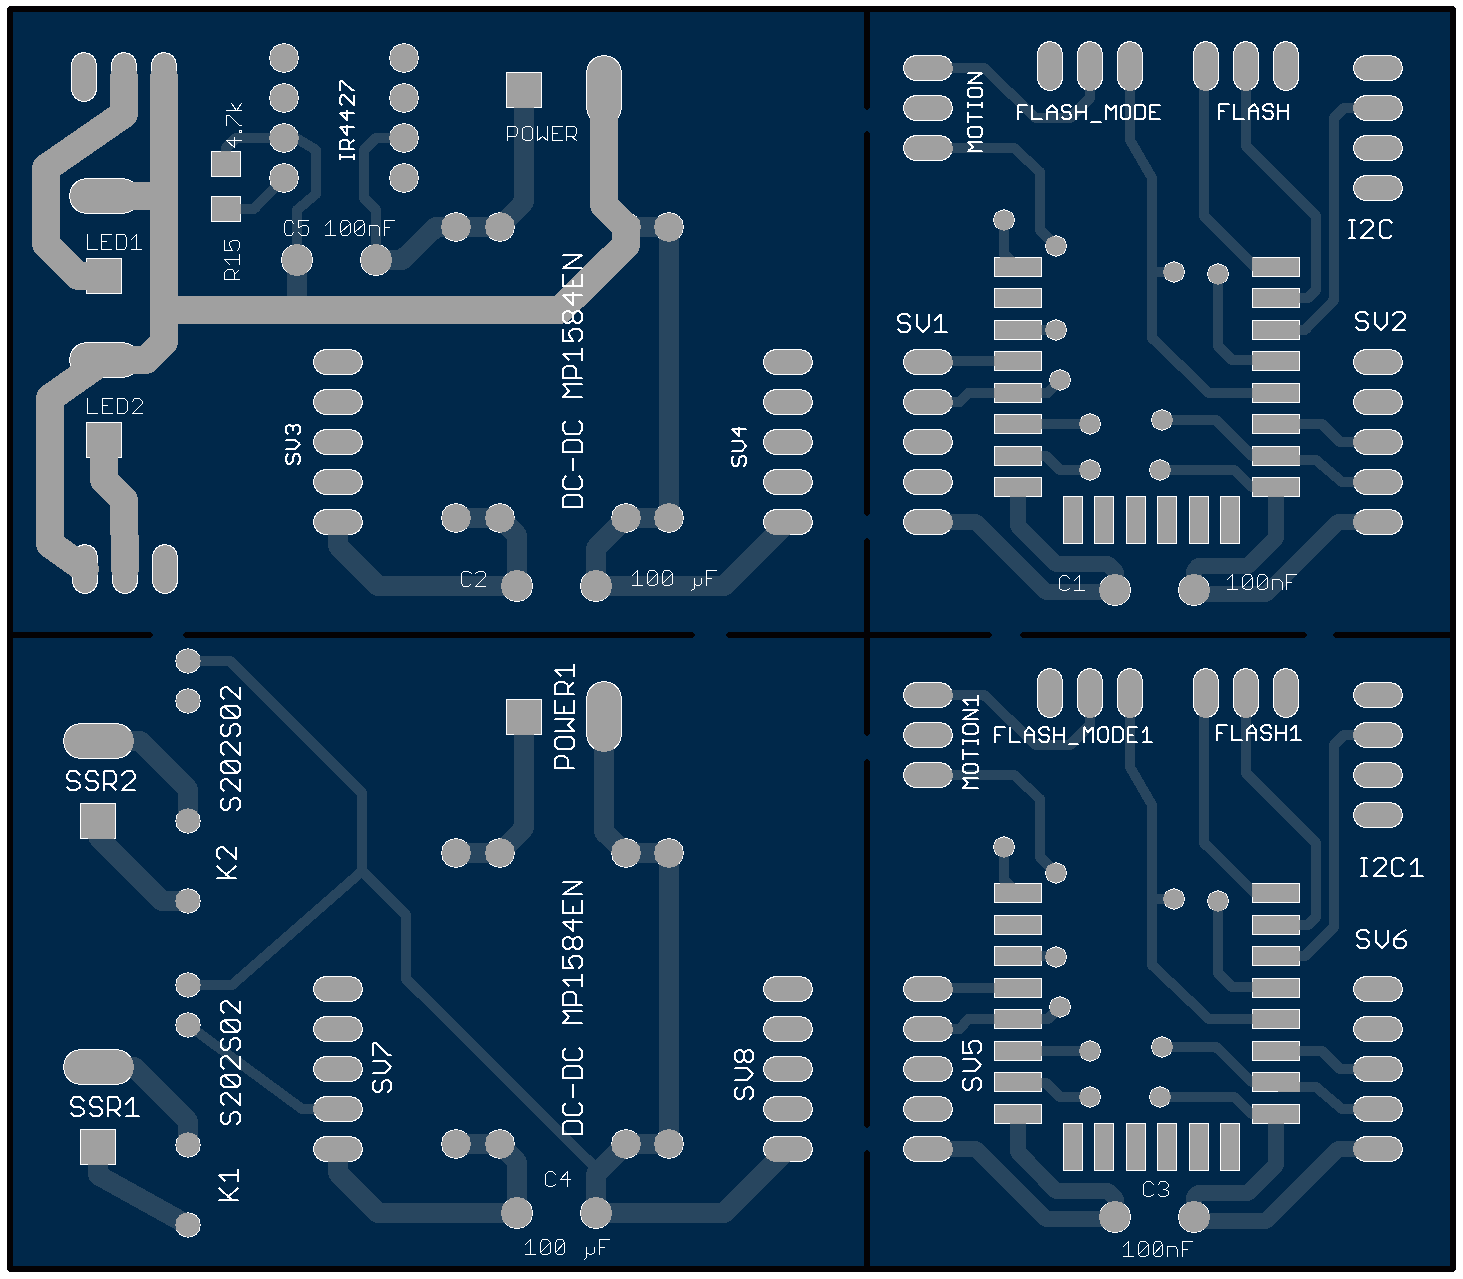 4.7k
IR4427
POWER
MOTION
FLASH_MODE
FLASH
LED1
R15
C5 100nF
I2C
DC-DC MP1584EN
SV1
SV2
LED2
SV3
SV4
C2
100 µF
C1
100nF
S202S02
SSR2
K2
POWER1
MOTION1
FLASH_MODE1
FLASH1
I2C1
DC-DC MP1584EN
SV6
S202S02
SSR1
K1
SV7
SV8
SV5
C4
100 µF
C3
100nF